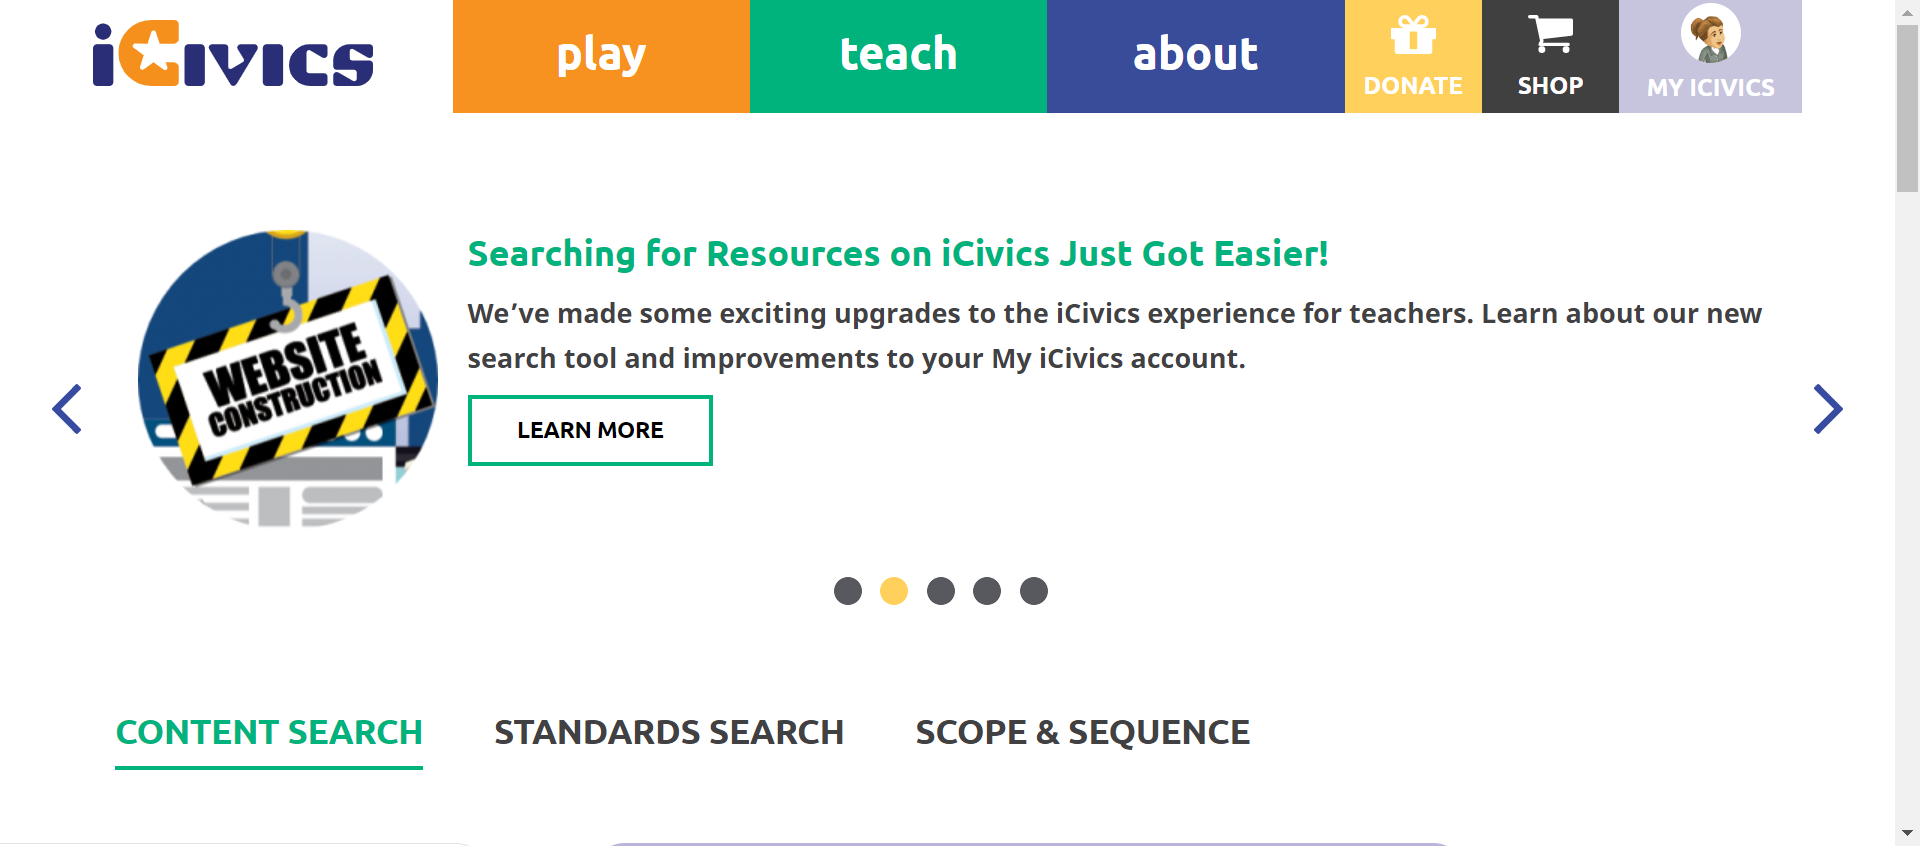 iCivics
play
teach
about
DONATE
SHOP
MY ICIVICS
Searching for Resources on iCivics Just Got Easier!
We’ve made some exciting upgrades to the iCivics experience for teachers. Learn about our new
search tool and improvements to your My iCivics account.
WEBSITE
CONSTRUCTION
LEARN MORE
CONTENT SEARCH
STANDARDS SEARCH
SCOPE & SEQUENCE